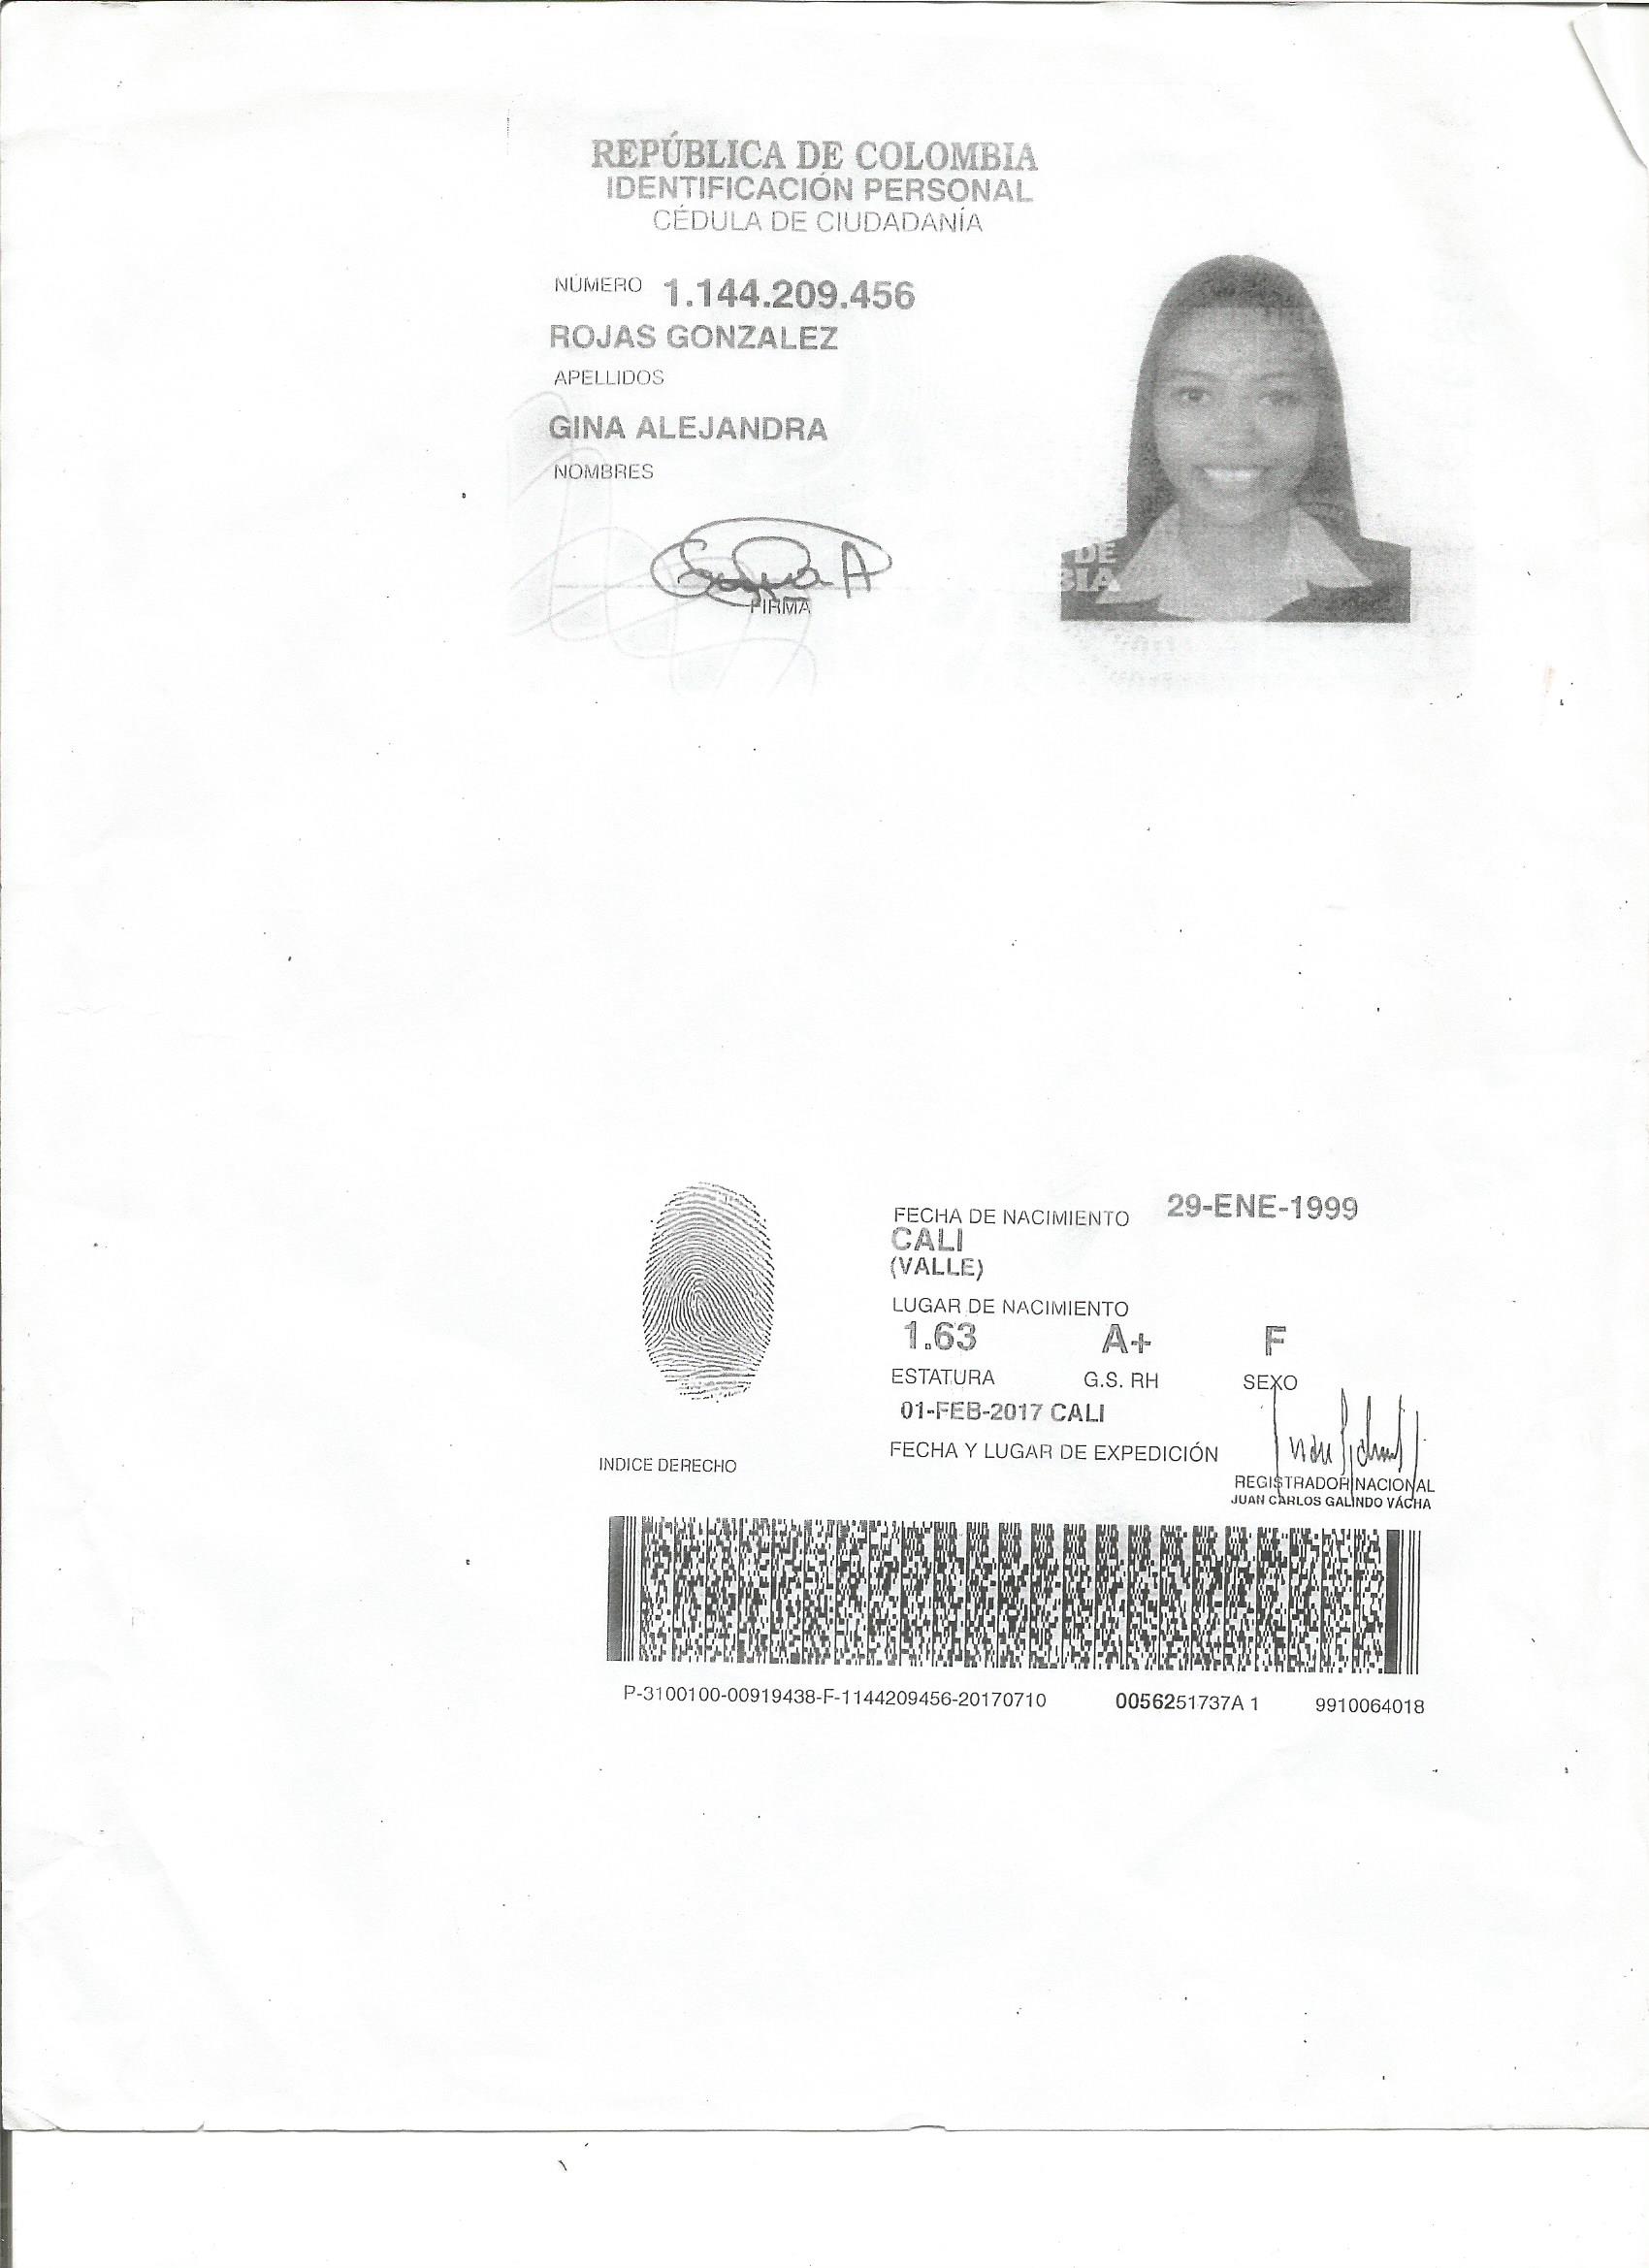 REPÚBLICA DE COLOMBIA
IDENTIFICACIÓN PERSONAL
CÉDULA DE CIUDADANÍA
NÚMERO 1.144.209.456
ROJAS GONZALEZ
APELLIDOS
GINA ALEJANDRA
NOMBRES
FIRMA
DE
BIA
FECHA DE NACIMIENTO 29-ENE-1999
CALI
(VALLE)
LUGAR DE NACIMIENTO
1.63 A+ F
ESTATURA G.S. RH SEXO
01-FEB-2017 CALI
FECHA Y LUGAR DE EXPEDICIÓN
INDICE DERECHO
REGISTRADOR NACIONAL
JUAN CARLOS GALINDO VÁCHA
P-3100100-00919438-F-1144209456-20170710 0056251737A 1 9910064018